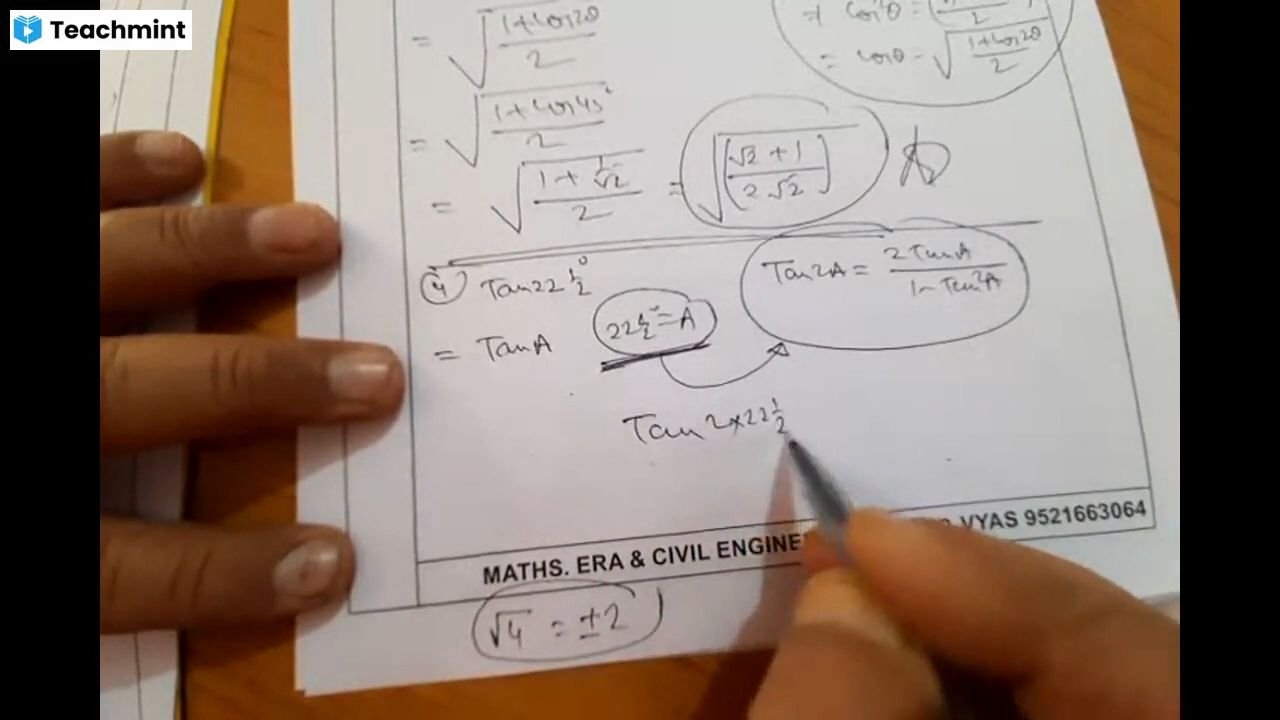 Teachmint
= √(1+cos2θ/2)
cosθ = √(1+cos2θ/2)
= √(1+cos45°/2)
= √(1+1/√2/2) = √[(√2+1)/(2√2)]
④ Tan22½°
Tan2A = 2TanA/1-Tan²A
= TanA 22½° = A
Tan 2×22½
MATHS. ERA & CIVIL ENGINE VYAS 9521663064
√4 = ±2